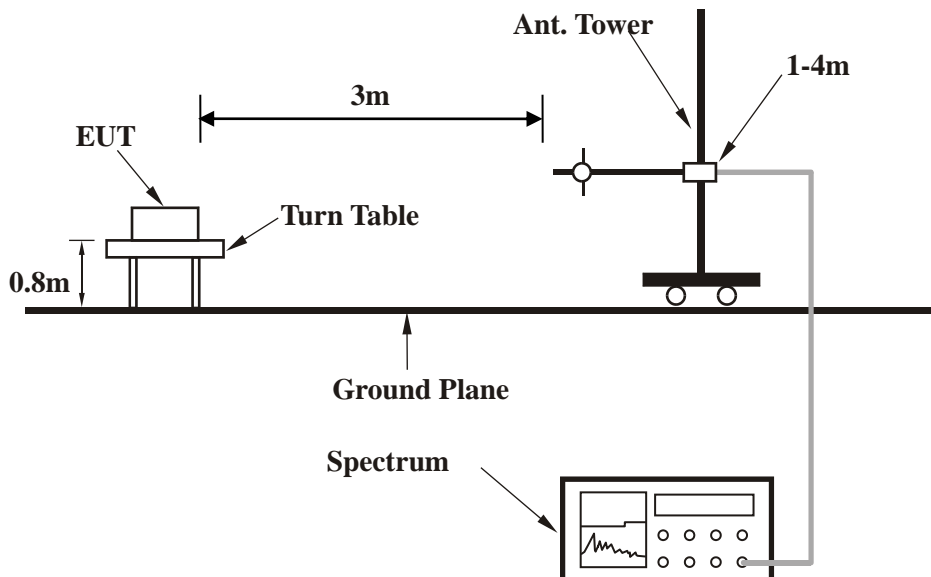 Ant. Tower
1-4m
3m
EUT
Turn Table
0.8m
Ground Plane
Spectrum